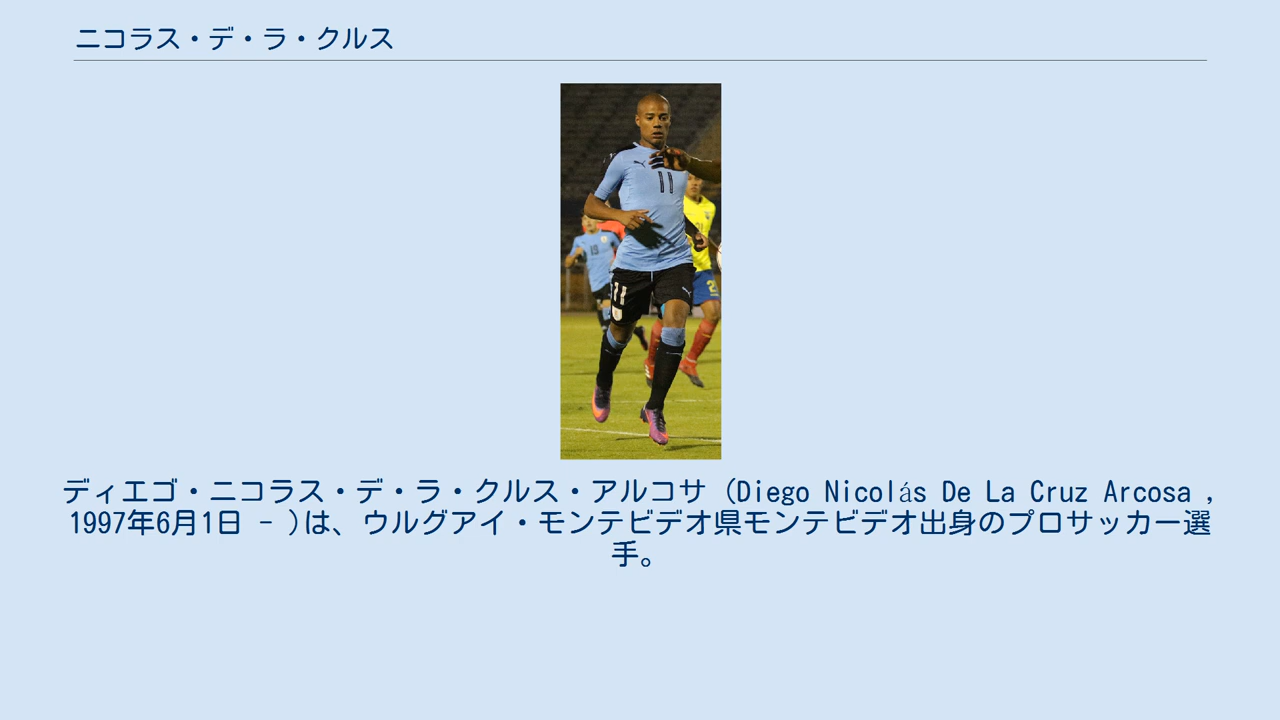 ニコラス・デ・ラ・クルス
11
11
19
2
ディエゴ・ニコラス・デ・ラ・クルス・アルコサ (Diego Nicolás De La Cruz Arcosa ,
1997年6月1日 - )は、ウルグアイ・モンテビデオ県モンテビデオ出身のプロサッカー選
手。